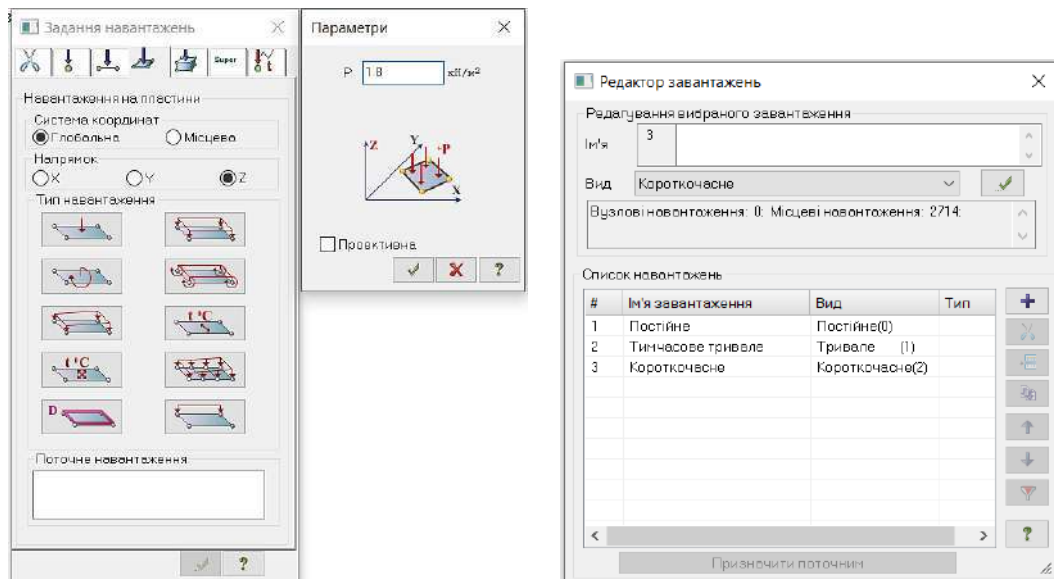 Задання навантажень
Super
Навантаження на пластини
Система координат
Глобальна
Місцева
Напрямок
X
Y
Z
Тип навантаження
t °C
t °C
D
Поточне навантаження
?
Параметри
P 1.8 кН/м²
Z
Y
P
X
Проективна
?
Редактор завантажень
Редагування вибраного завантаження
Ім'я 3
Вид Короткочасне
Вузлові навантаження: 0: Місцеві навантаження: 2714:
Список навантажень
# Ім'я завантаження Вид Тип
1 Постійне Постійне(0)
2 Тимчасове тривале Тривале (1)
3 Короткочасне Короткочасне(2)
?
Призначити поточним